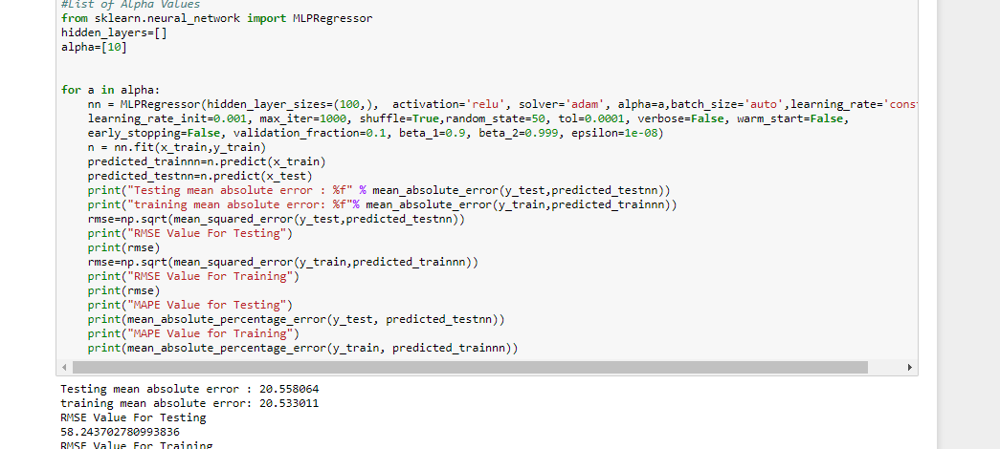 #List of Alpha Values
from sklearn.neural_network import MLPRegressor
hidden_layers=[]
alpha=[10]
for a in alpha:
nn = MLPRegressor(hidden_layer_sizes=(100,),  activation='relu', solver='adam', alpha=a,batch_size='auto',learning_rate='cons
learning_rate_init=0.001, max_iter=1000, shuffle=True,random_state=50, tol=0.0001, verbose=False, warm_start=False,
early_stopping=False, validation_fraction=0.1, beta_1=0.9, beta_2=0.999, epsilon=1e-08)
n = nn.fit(x_train,y_train)
predicted_trainnn=n.predict(x_train)
predicted_testnn=n.predict(x_test)
print("Testing mean absolute error : %f" % mean_absolute_error(y_test,predicted_testnn))
print("training mean absolute error: %f"% mean_absolute_error(y_train,predicted_trainnn))
rmse=np.sqrt(mean_squared_error(y_test,predicted_testnn))
print("RMSE Value For Testing")
print(rmse)
rmse=np.sqrt(mean_squared_error(y_train,predicted_trainnn))
print("RMSE Value For Training")
print(rmse)
print("MAPE Value for Testing")
print(mean_absolute_percentage_error(y_test, predicted_testnn))
print("MAPE Value for Training")
print(mean_absolute_percentage_error(y_train, predicted_trainnn))
Testing mean absolute error : 20.558064
training mean absolute error: 20.533011
RMSE Value For Testing
58.243702780993836
RMSE Value For Training